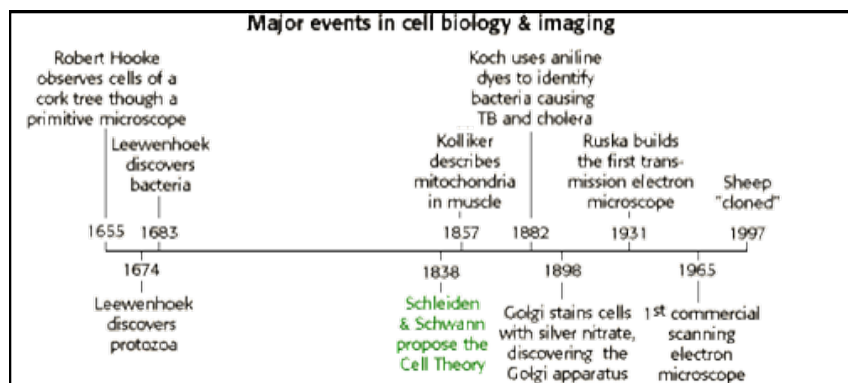 Major events in cell biology & imaging
Robert Hooke
observes cells of a
cork tree though a
primitive microscope
Leewenhoek
discovers
bacteria
Koch uses aniline
dyes to identify
bacteria causing
TB and cholera
Kolliker
describes
mitochondria
in muscle
Ruska builds
the first trans-
mission electron
microscope
Sheep
"cloned"
1655
1683
1857
1882
1931
1997
1674
1838
1898
1965
Leewenhoek
discovers
protozoa
Schleiden
& Schwann
propose the
Cell Theory
Golgi stains cells
with silver nitrate,
discovering the
Golgi apparatus
1st commercial
scanning
electron
microscope